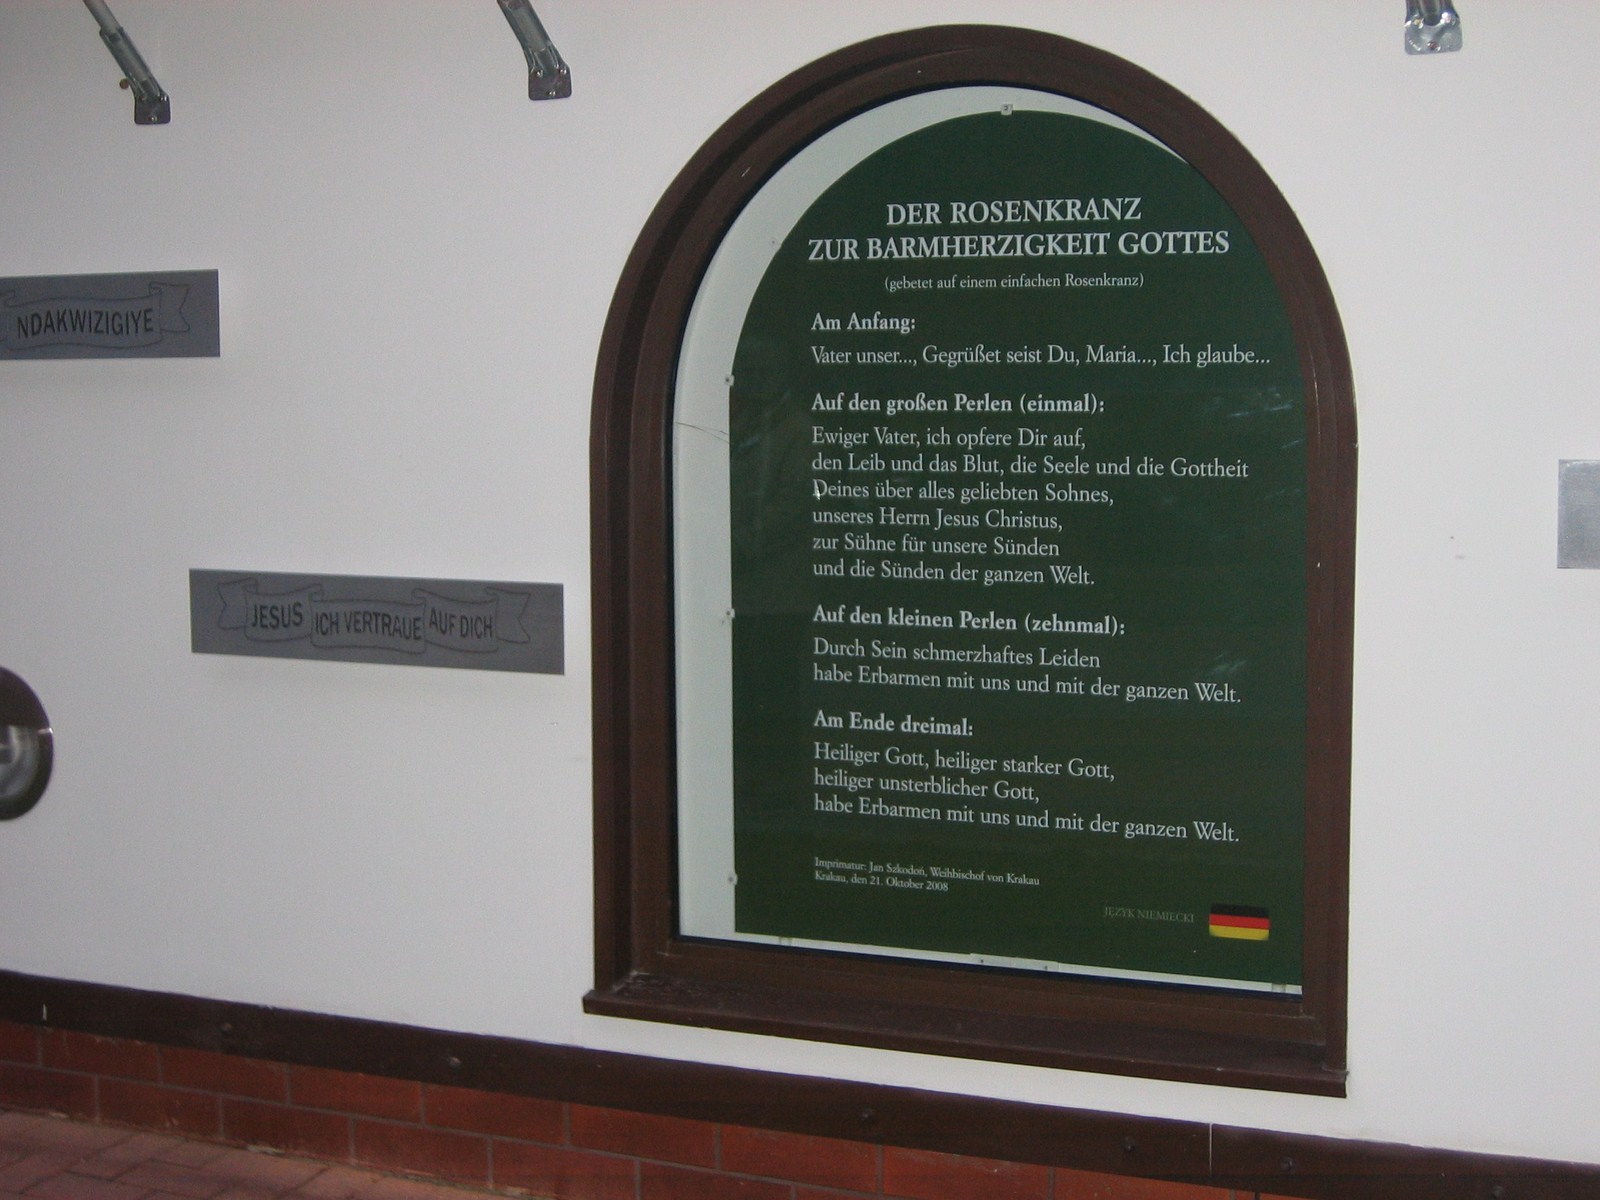 NDAKWIZIGIYE
JESUS ICH VERTRAUE AUF DICH
DER ROSENKRANZ
ZUR BARMHERZIGKEIT GOTTES
(gebetet auf einem einfachen Rosenkranz)
Am Anfang:
Vater unser..., Gegrüßet seist Du, Maria..., Ich glaube...
Auf den großen Perlen (einmal):
Ewiger Vater, ich opfere Dir auf,
den Leib und das Blut, die Seele und die Gottheit
Deines über alles geliebten Sohnes,
unseres Herrn Jesus Christus,
zur Sühne für unsere Sünden
und die Sünden der ganzen Welt.
Auf den kleinen Perlen (zehnmal):
Durch Sein schmerzhaftes Leiden
habe Erbarmen mit uns und mit der ganzen Welt.
Am Ende dreimal:
Heiliger Gott, heiliger starker Gott,
heiliger unsterblicher Gott,
habe Erbarmen mit uns und mit der ganzen Welt.
Imprimatur: Jan Szkodoń, Weihbischof von Krakau
Krakau, den 21. Oktober 2008
JĘZYK NIEMIECKI